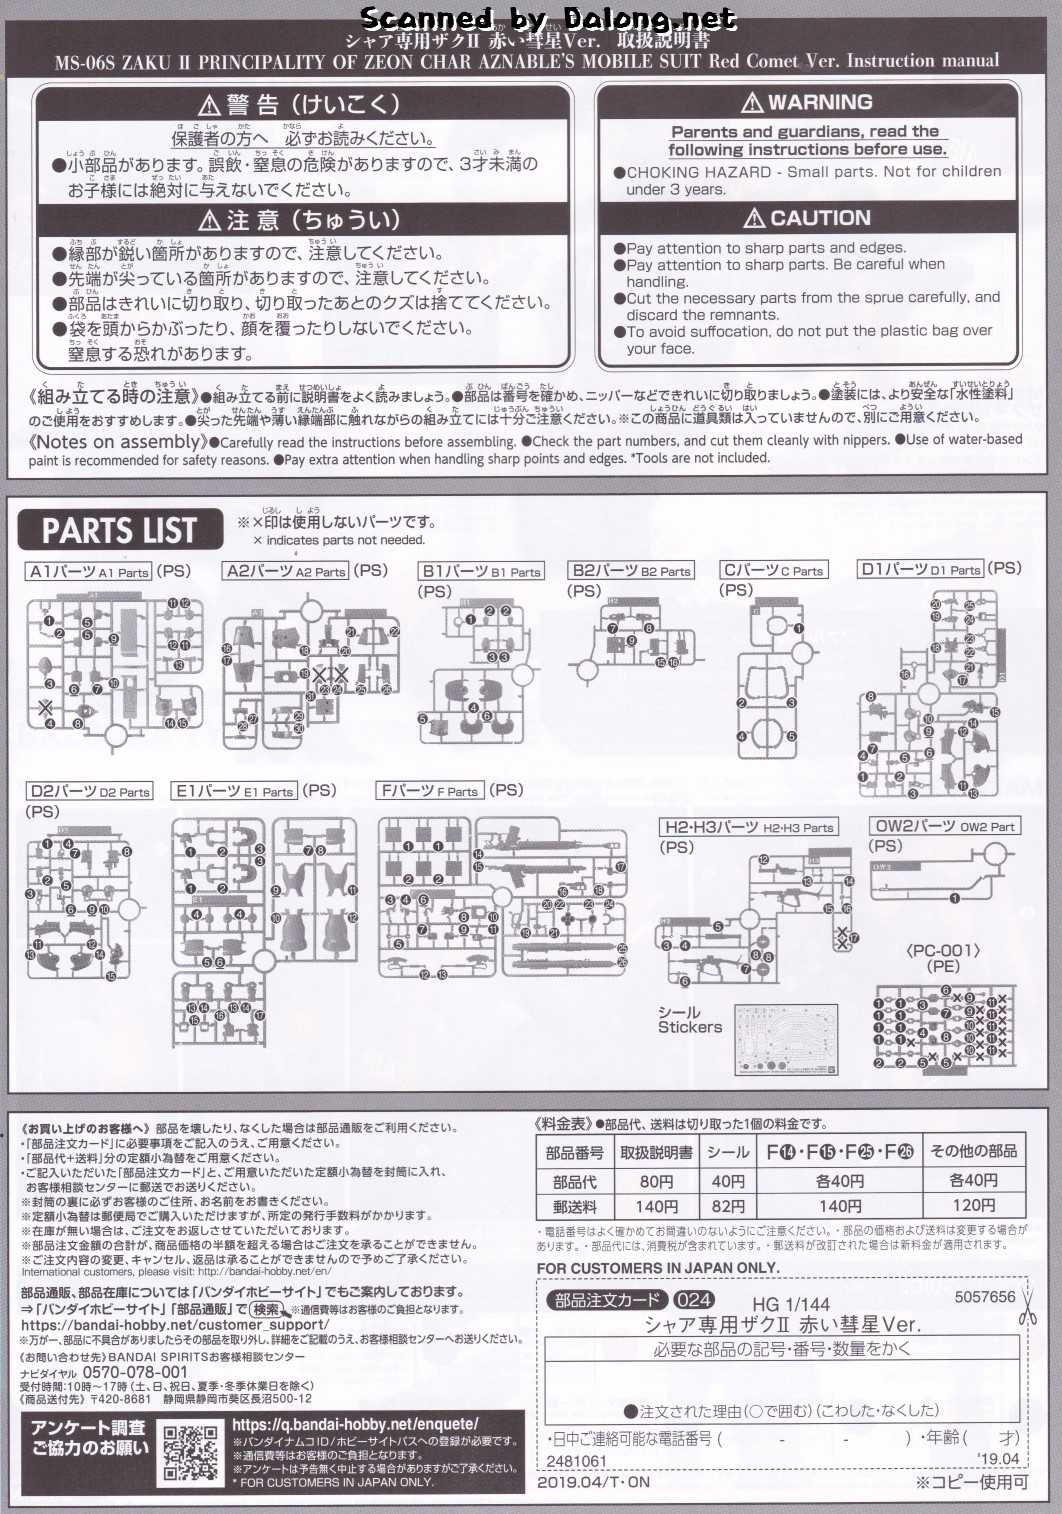 Scanned by Dalong.net
シャア専用ザクⅡ 赤い彗星Ver. 取扱説明書
MS-06S ZAKU Ⅱ PRINCIPALITY OF ZEON CHAR AZNABLE'S MOBILE SUIT Red Comet Ver. Instruction manual
⚠警告（けいこく）
保護者の方へ 必ずお読みください。
●小部品があります。誤飲・窒息の危険がありますので、3才未満の
お子様には絶対に与えないでください。
⚠注意（ちゅうい）
●縁部が鋭い箇所がありますので、注意してください。
●先端が尖っている箇所がありますので、注意してください。
●部品はきれいに切り取り、切り取ったあとのクズは捨ててください。
●袋を頭からかぶったり、顔を覆ったりしないでください。
窒息する恐れがあります。
⚠WARNING
Parents and guardians, read the
following instructions before use.
●CHOKING HAZARD - Small parts. Not for children
under 3 years.
⚠CAUTION
●Pay attention to sharp parts and edges.
●Pay attention to sharp parts. Be careful when
handling.
●Cut the necessary parts from the sprue carefully, and
discard the remnants.
●To avoid suffocation, do not put the plastic bag over
your face.
《組み立てる時の注意》●組み立てる前に説明書をよく読みましょう。●部品は番号を確かめ、ニッパーなどできれいに切り取りましょう。●塗装には、より安全な「水性塗料」
のご使用をおすすめします。●尖った先端や薄い縁端部に触れながらの組み立てには十分ご注意ください。※この商品に道具類は入っていませんので、別にご用意ください。
《Notes on assembly》●Carefully read the instructions before assembling. ●Check the part numbers, and cut them cleanly with nippers. ●Use of water-based
paint is recommended for safety reasons. ●Pay extra attention when handling sharp points and edges. *Tools are not included.
PARTS LIST
※×印は使用しないパーツです。
× indicates parts not needed.
A1パーツ A1 Parts (PS)
A2パーツ A2 Parts (PS)
B1パーツ B1 Parts
(PS)
B2パーツ B2 Parts
(PS)
Cパーツ C Parts
(PS)
D1パーツ D1 Parts (PS)
D2パーツ D2 Parts
(PS)
E1パーツ E1 Parts (PS)
Fパーツ F Parts (PS)
H2・H3パーツ H2・H3 Parts
(PS)
OW2パーツ OW2 Part
(PS)
〈PC-001〉
(PE)
シール
Stickers
《お買い上げのお客様へ》部品を壊したり、なくした場合は部品通販をご利用ください。
・「部品注文カード」に必要事項をご記入のうえ、ご用意ください。
・「部品代+送料」分の定額小為替をご用意ください。
・ご記入いただいた「部品注文カード」と、ご用意いただいた定額小為替を封筒に入れ、
お客様相談センターに郵送でお送りください。
※封筒の裏に必ずお客様のご住所、お名前をお書きください。
※定額小為替は郵便局でご購入いただけますが、所定の発行手数料がかかります。
※在庫が無い場合は、ご注文をお返しさせていただいております。
※部品注文金額の合計が、商品価格の半額を超える場合はご注文を承ることができません。
※ご注文内容の変更、キャンセル、返品は承ることができませんので予めご了承ください。
International customers, please visit: http://bandai-hobby.net/en/
部品通販、部品在庫については「バンダイホビーサイト」でもご案内しております。
⇒「バンダイホビーサイト」「部品通販」で 検索 ※通信費等はお客様のご負担となります。
https://bandai-hobby.net/customer_support/
※万が一、部品に不具合がありましたらその部品を取り外し、詳細をご記載のうえ、お客様相談センターへお送りください。
《お問い合わせ先》BANDAI SPIRITSお客様相談センター
ナビダイヤル 0570-078-001
受付時間：10時〜17時（土、日、祝日、夏季・冬季休業日を除く）
《商品送付先》〒420-8681 静岡県静岡市葵区長沼500-12
アンケート調査
ご協力のお願い
https://q.bandai-hobby.net/enquete/
※バンダイナムコID/ホビーサイトパスへの登録が必要です。
※通信費等はお客様のご負担となります。
※アンケートは予告無く中止する場合がありますがご了承ください。
* FOR CUSTOMERS IN JAPAN ONLY.
《料金表》●部品代、送料は切り取った1個の料金です。
部品番号 取扱説明書 シール F⑭・F⑮・F㉕・F㉖ その他の部品
部品代 80円 40円 各40円 各40円
郵送料 140円 82円 140円 120円
・電話番号はよく確かめてお間違いのないようにご注意ください。・部品の価格および送料は変更する場合が
あります。・部品代には、消費税が含まれています。・郵送料が改訂された場合は新料金が適用されます。
FOR CUSTOMERS IN JAPAN ONLY.
部品注文カード 024 HG 1/144 5057656
シャア専用ザクⅡ 赤い彗星Ver.
必要な部品の記号・番号・数量をかく
●注文された理由（○で囲む）（こわした・なくした）
・日中ご連絡可能な電話番号（ - - ）・年齢（ 才）
2481061 '19.04
2019.04/T・ON ※コピー使用可